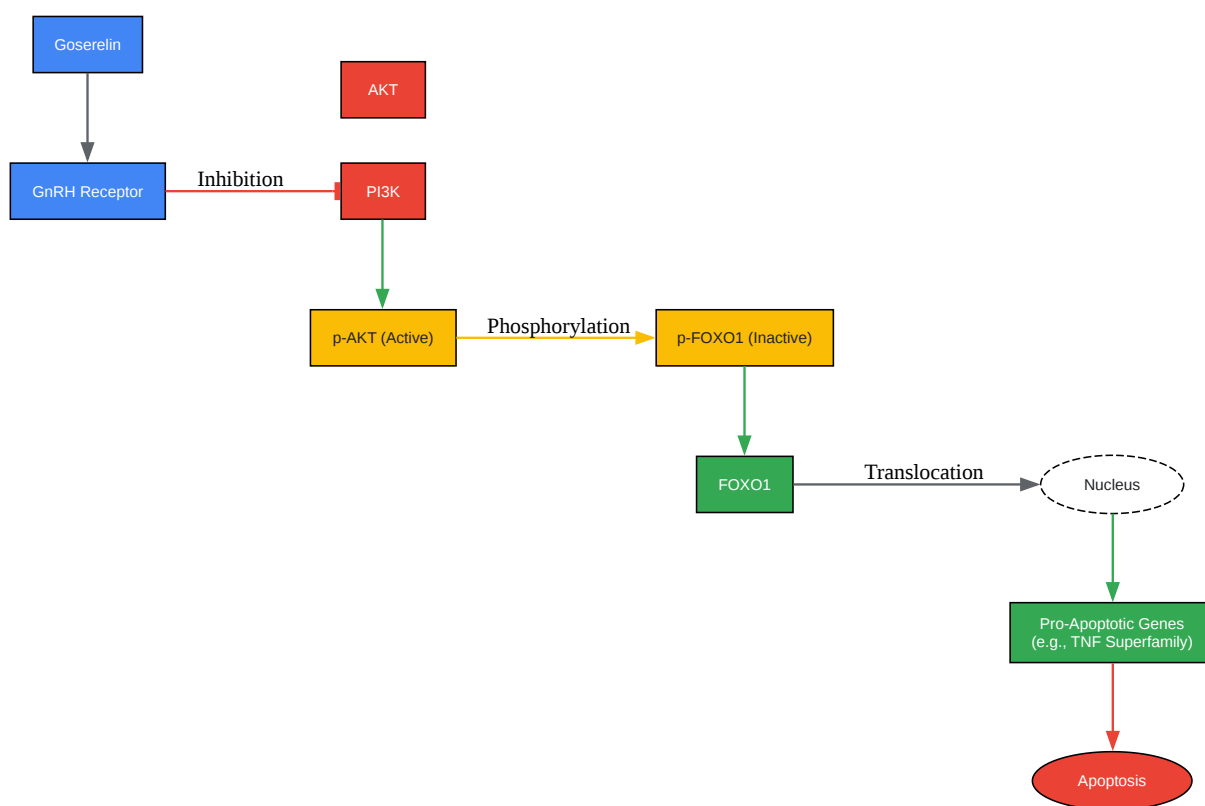 Goserelin
AKT
GnRH Receptor
Inhibition
PI3K
p-AKT (Active)
Phosphorylation
p-FOXO1 (Inactive)
FOXO1
Translocation
Nucleus
Pro-Apoptotic Genes
(e.g., TNF Superfamily)
Apoptosis